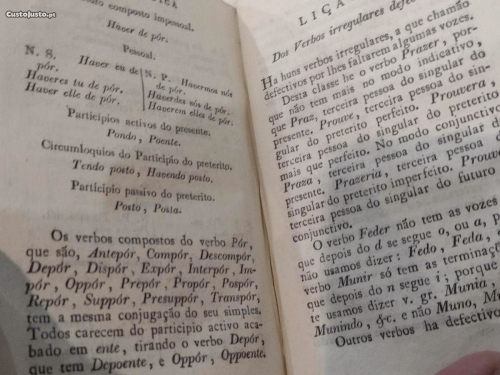 CustoJusto.pt
ÇA
composto impessoal.
Haver de pôr.
Pessoal.
N. S.
Haver eu de pôr.
Haveres tu de pôr.
Haver elle de pôr.
N. P.
Havermos nós de pôr.
Haverdes vós de pôr.
Haverem elles de pôr.
Participios activos do presente.
Pondo, Poente.
Circumloquios do Participio do preterito.
Tendo posto, Havendo posto.
Participio passivo do preterito.
Posto, Posta.
Os verbos compostos do verbo Pôr,
que são, Antepôr, Compôr, Descompôr,
Depôr, Dispôr, Expôr, Interpôr, Im-
pôr, Oppôr, Prepôr, Propôr, Pospôr,
Repôr, Suppôr, Presuppôr, Transpôr,
tem a mesma conjugação do seu simples.
Todos carecem do participio activo aca-
bado em ente, tirando o verbo Depôr,
que tem Depoente, e Oppôr, Oppoente.
LIÇA
Dos Verbos irregulares defec
Ha huns verbos irregulares, a que chamão
defectivos por lhes faltarem algumas vozes.
Desta classe he o verbo Prazer, por-
que não tem mais no modo indicativo,
que Praz, terceira pessoa do singular do
presente. Prouve, terceira pessoa do singu-
lar do preterito perfeito. Prouvera,
terceira pessoa do singular do preterito
mais que perfeito. No modo conjunctivo
Praza, terceira pessoa do singular do
presente. Prazeria, terceira pessoa do
singular do preterito imperfeito. Prouver
terceira pessoa do singular do futuro
conjunctivo.
O verbo Feder não tem as vozes
que depois do d se segue o, ou a,
não usamos dizer: Fedo, Feda,
verbo Munir só tem as terminaç
que depois do n segue i; porque
te usamos dizer v. gr. Munia,
Munindo, &c. e não Muno, M
Outros verbos ha defectivo